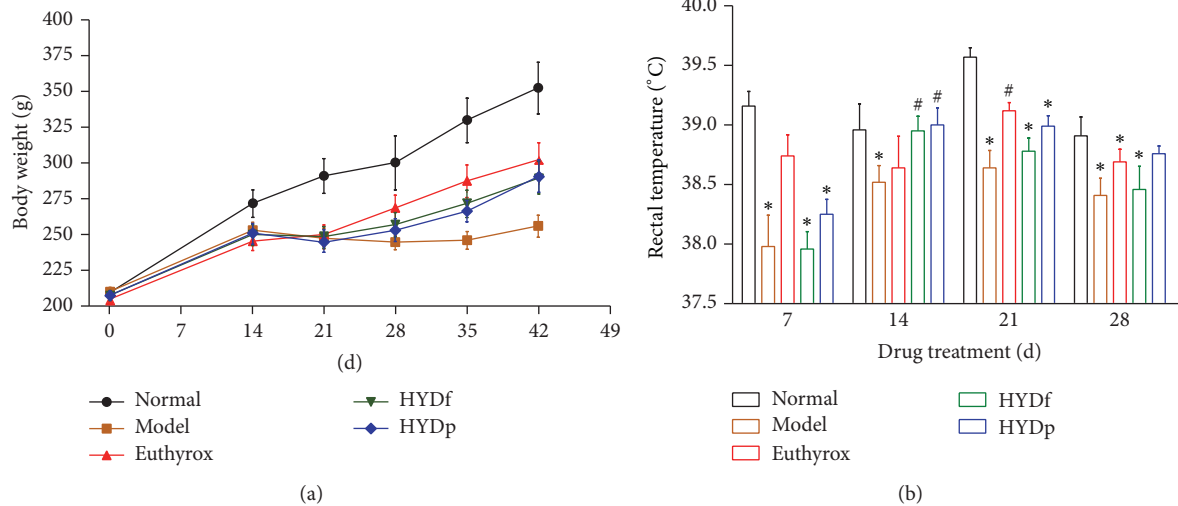 400
375
350
325
300
275
250
225
200
Body weight (g)
0 7 14 21 28 35 42 49
(d)
Normal
Model
Euthyrox
HYDf
HYDp
(a)
40.0
39.5
39.0
38.5
38.0
37.5
Rectal temperature (°C)
* * *
* # #
* # * *
* * *
7 14 21 28
Drug treatment (d)
Normal
Model
Euthyrox
HYDf
HYDp
(b)